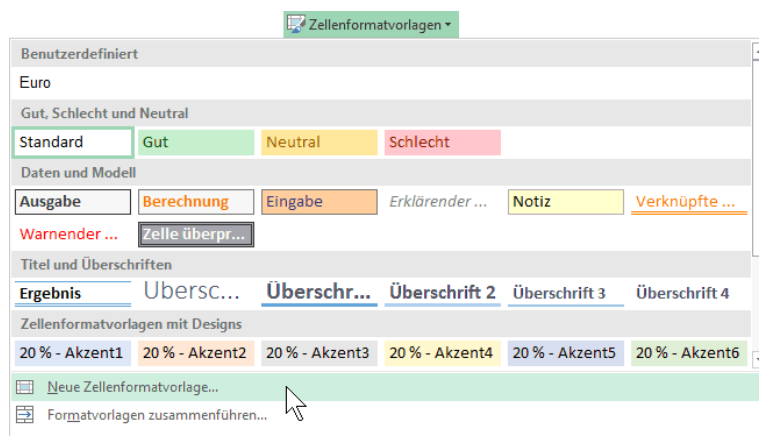 Zellenformatvorlagen
Benutzerdefiniert
Euro
Gut, Schlecht und Neutral
Standard Gut Neutral Schlecht
Daten und Modell
Ausgabe Berechnung Eingabe Erklärender ... Notiz Verknüpfte ...
Warnender ... Zelle überpr...
Titel und Überschriften
Ergebnis Übersc... Überschr... Überschrift 2 Überschrift 3 Überschrift 4
Zellenformatvorlagen mit Designs
20 % - Akzent1 20 % - Akzent2 20 % - Akzent3 20 % - Akzent4 20 % - Akzent5 20 % - Akzent6
Neue Zellenformatvorlage...
Formatvorlagen zusammenführen...